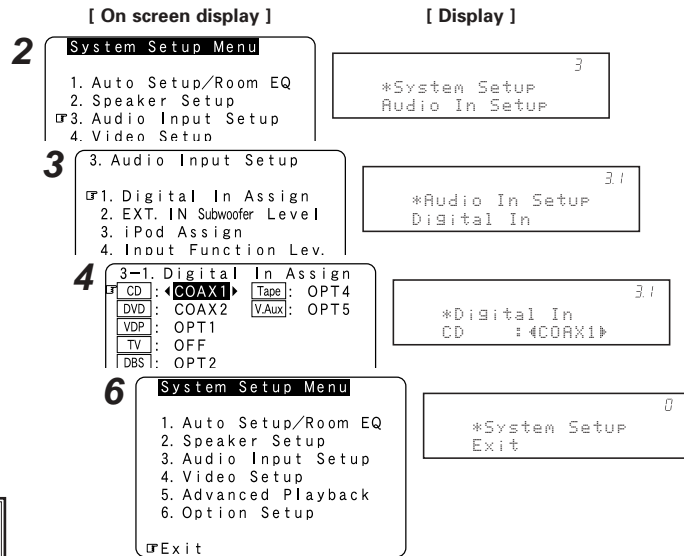 [ On screen display ] [ Display ]
2
System Setup Menu
1. Auto Setup/Room EQ
2. Speaker Setup
☞3. Audio Input Setup
4. Video Setup
3
*System Setup
Audio In Setup
3
3. Audio Input Setup
☞1. Digital In Assign
2. EXT. IN Subwoofer Level
3. iPod Assign
4. Input Function Lev.
3.1
*Audio In Setup
Digital In
4
3-1. Digital In Assign
☞ CD : ◀COAX1▶ Tape : OPT4
DVD : COAX2 V.Aux : OPT5
VDP : OPT1
TV : OFF
DBS : OPT2
3.1
*Digital In
CD : ◀COAX1▶
6
System Setup Menu
1. Auto Setup/Room EQ
2. Speaker Setup
3. Audio Input Setup
4. Video Setup
5. Advanced Playback
6. Option Setup
☞Exit
0
*System Setup
Exit